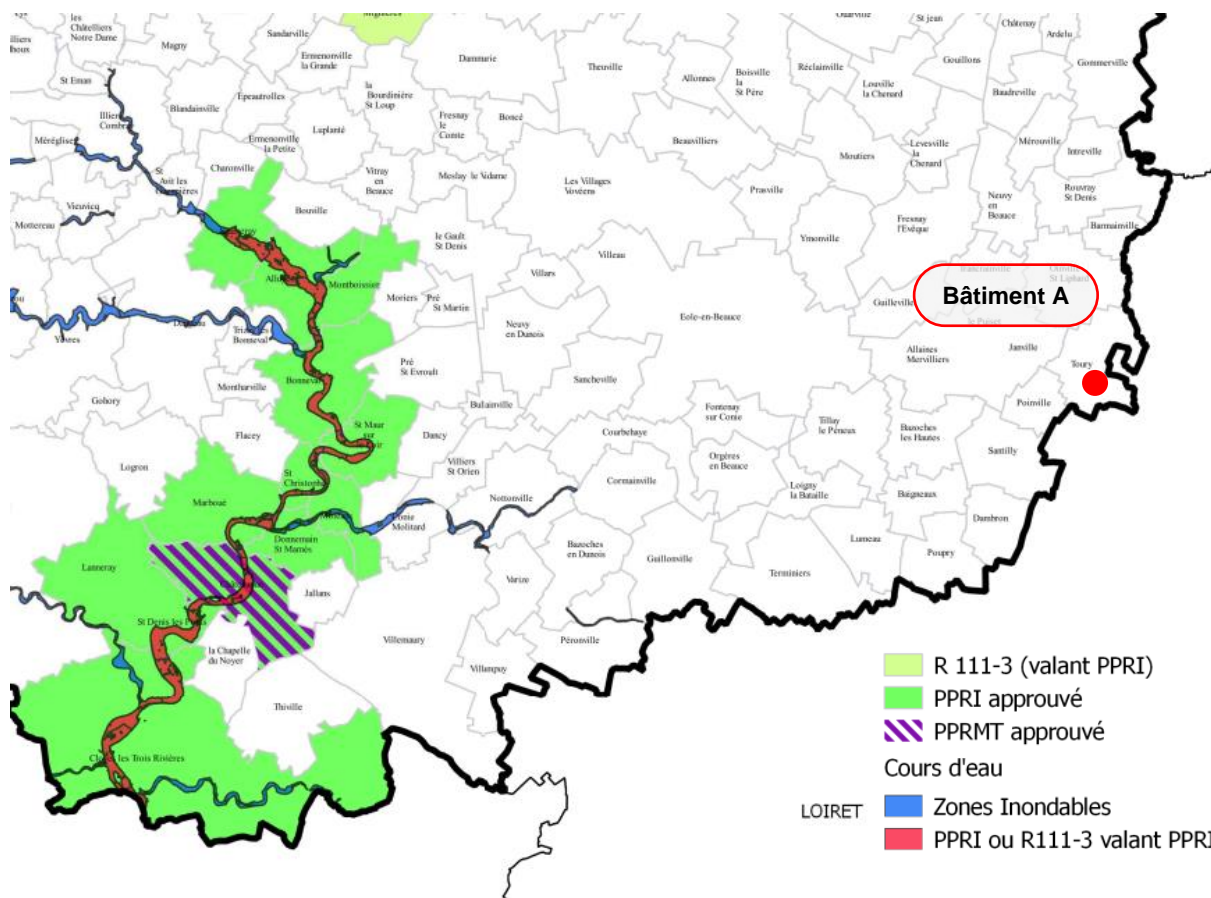 les
Châtelliers
Notre Dame
Magny
Sandarville
Ermenonville
la Grande
Dammarie
Theuville
Allonnes
Boisville
la
St Père
Réclainville
St jean
Louville
la Chenard
Gouillons
Châtenay
Ardelu
Gommerville
St Eman
Blandainville
Epeautrolles
la
Bourdinière
St Loup
Baudreville
Luplanté
Fresnay
le
Comte
Boncé
Ermenonville
la Petite
Beauvilliers
Moutiers
Levesville
la
Chenard
Mérouville
Intreville
Charonville
Vitray
en
Beauce
Meslay le Vidame
Les Villages
Vovéens
Prasville
Neuvy
en
Beauce
Rouvray
St Denis
St
Vieuvicq
Mottereau
Bouville
le Gault
St Denis
Villars
Villeau
Ymonville
Fresnay
l'Evêque
Barmainville
Montboissier
Moriers
Pré
St Martin
Neuvy
en Dunois
Eole-en-Beauce
Guilleville
Bâtiment A
Yèvres
Bonneval
Montharville
Pré
St Evroult
Sancheville
Allaines
Mervilliers
Janville
Toury
Poinville
Gohory
Flacey
Bullainville
Fontenay
sur Conie
Tillay
le Péneux
Bazoches
les Hautes
Santilly
Bonneval
St Maur
sur
Logron
Dancy
Courbehaye
Orgères
en Beauce
Villiers
St Orien
Cormainville
Loigny
la Bataille
Baigneaux
Dambron
St
Christophe
Marboué
Nottonville
Molitard
Donnemain
St Mamès
Bazoches
en Dunois
Guillonville
Terminiers
Lumeau
Poupry
Lanneray
Jallans
Varize
St Denis les
la Chapelle
du Noyer
Villemaury
Péronville
Villampuy
Thiville
les Trois Rivières
R 111-3 (valant PPRI)
PPRI approuvé
PPRMT approuvé
Cours d'eau
LOIRET
Zones Inondables
PPRI ou R111-3 valant PPRI